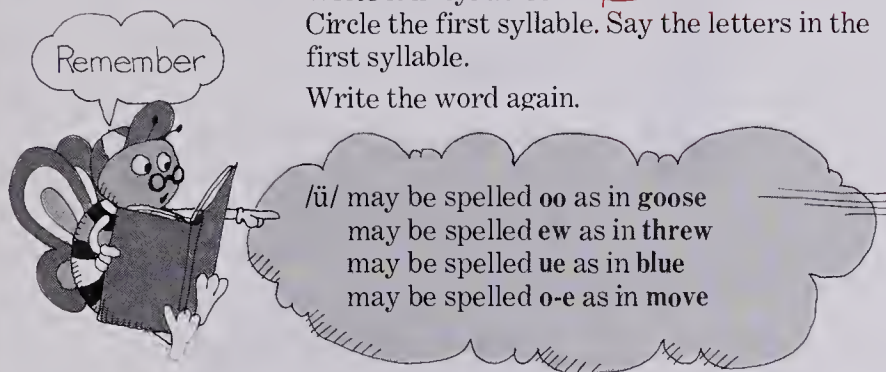 Circle the first syllable. Say the letters in the
first syllable.
Write the word again.
Remember
/ü/ may be spelled oo as in goose
may be spelled ew as in threw
may be spelled ue as in blue
may be spelled o-e as in move